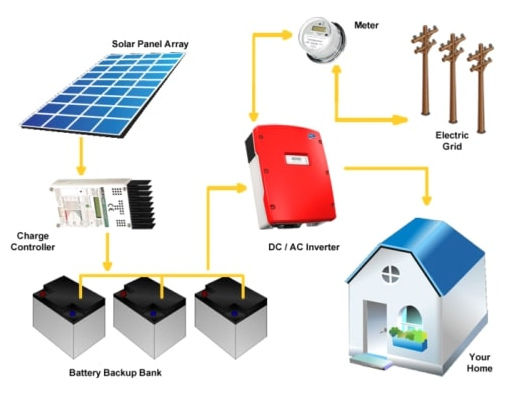 Solar Panel Array
Meter
Electric
Grid
Charge
Controller
DC / AC Inverter
Battery Backup Bank
Your
Home